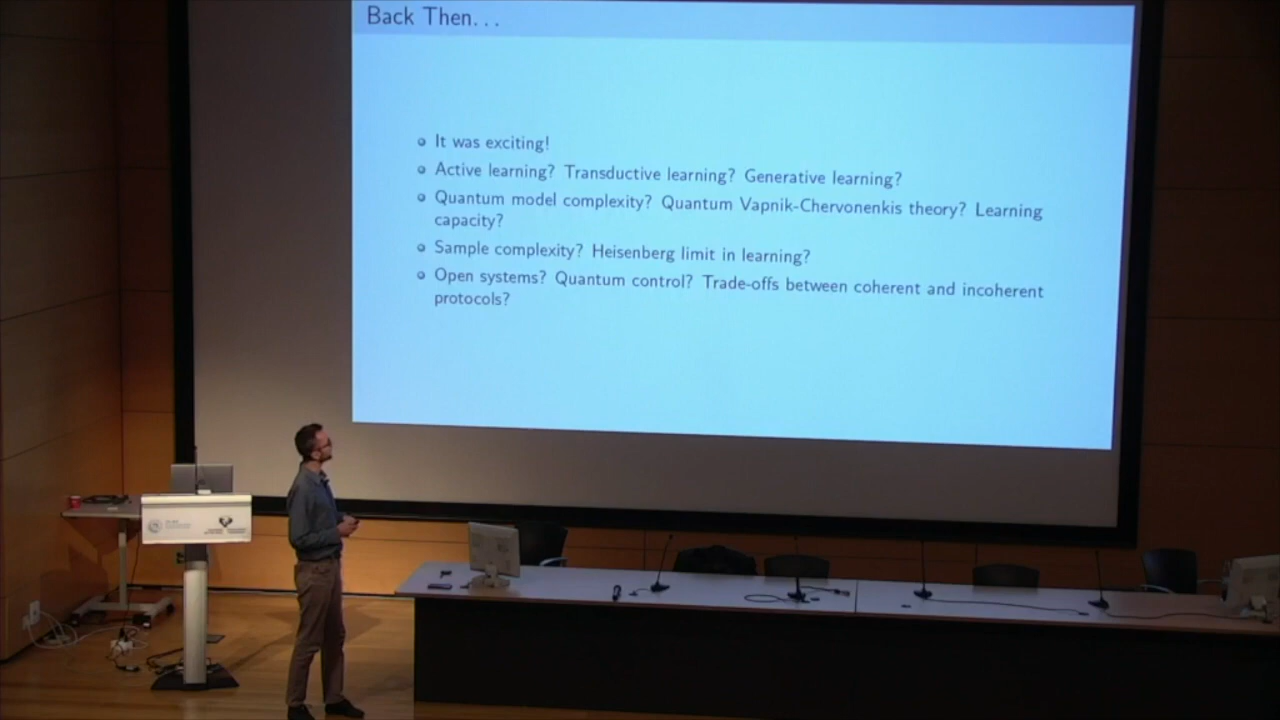 Back Then...
It was exciting!
Active learning? Transductive learning? Generative learning?
Quantum model complexity? Quantum Vapnik-Chervonenkis theory? Learning
capacity?
Sample complexity? Heisenberg limit in learning?
Open systems? Quantum control? Trade-offs between coherent and incoherent
protocols?